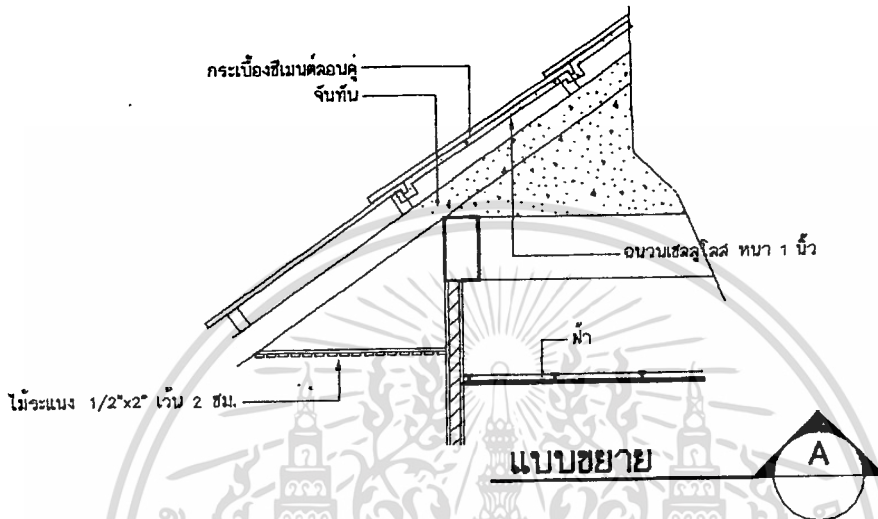 กระเบื้องซีเมนต์ลอนคู่
จันทัน
ฉนวนเซลลูโลส หนา 1 นิ้ว
ฝ้า
ไม้ระแนง 1/2"x2" เว้น 2 ซม.
แบบขยาย
A